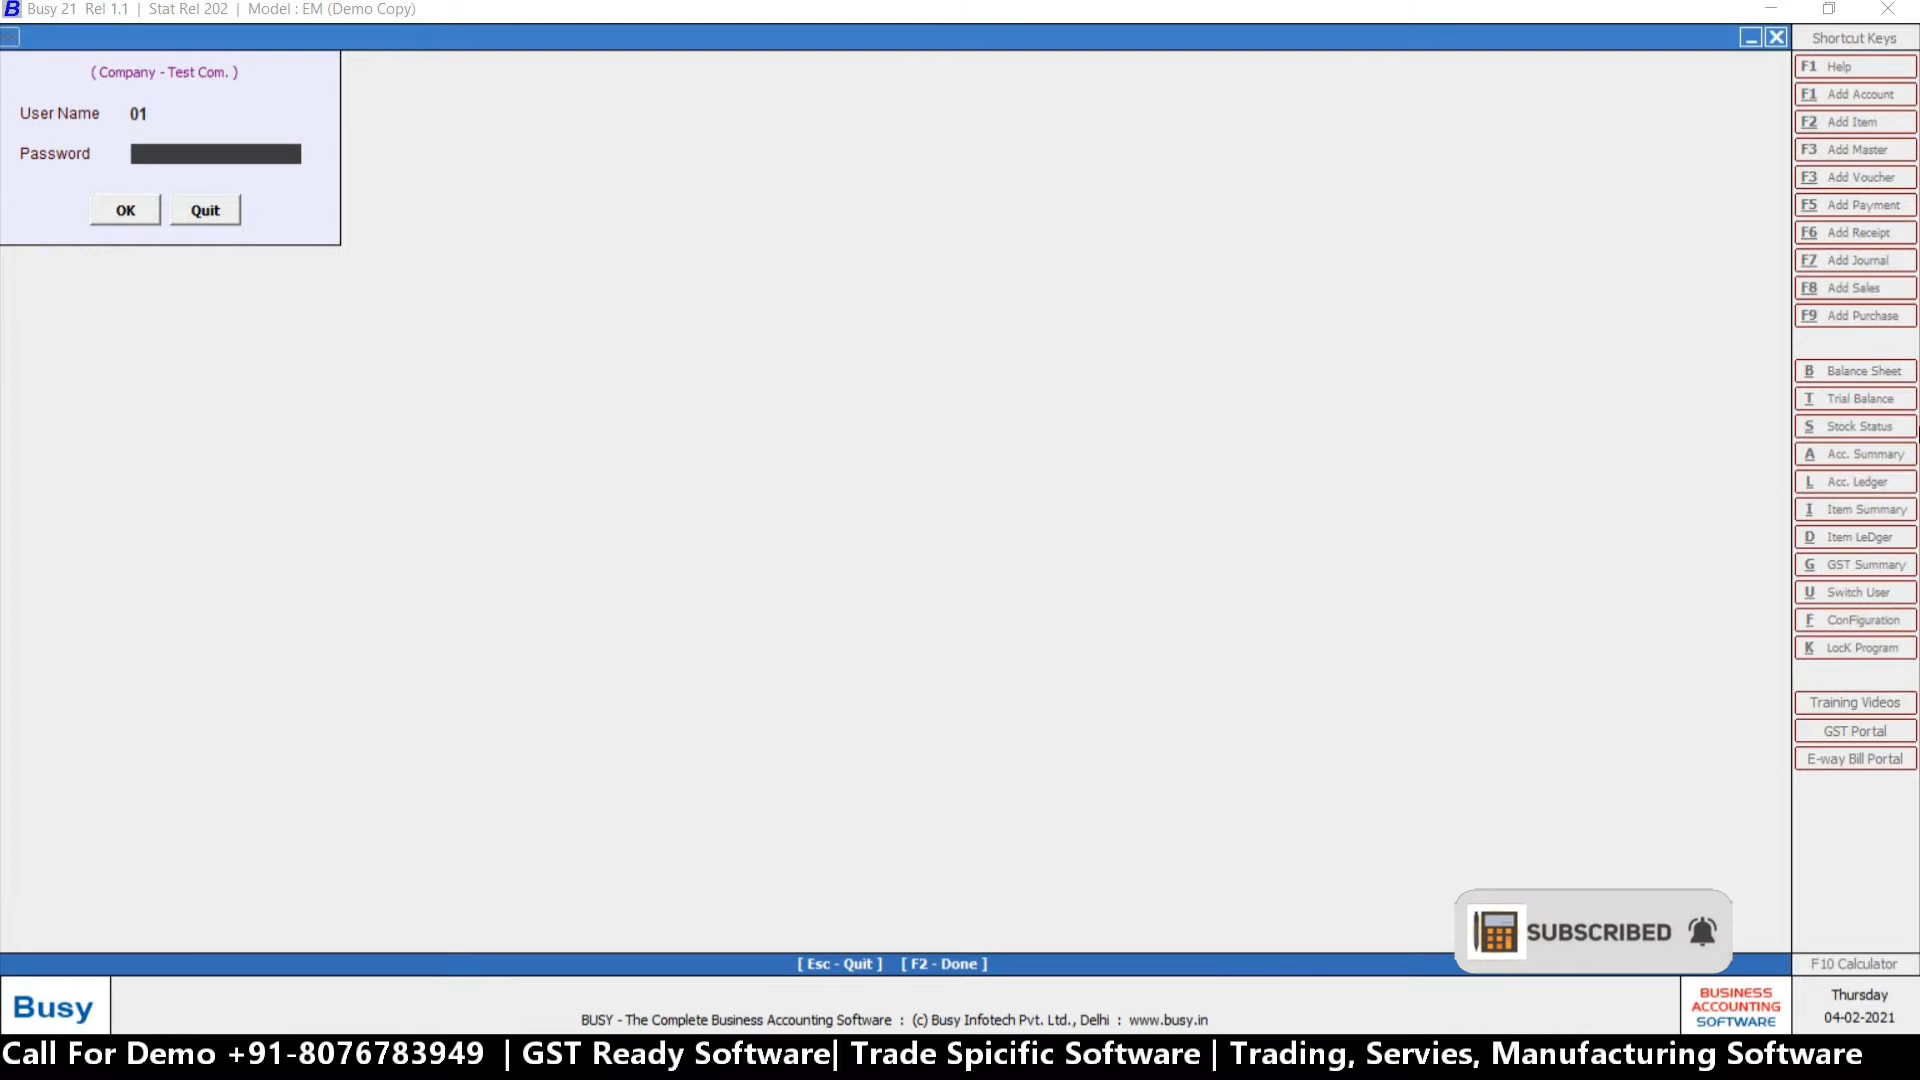 Busy 21 Rel 1.1 | Stat Rel 202 | Model : EM (Demo Copy)
Shortcut Keys
( Company - Test Com. )
User Name 01
Password
OK Quit
F1 Help
F1 Add Account
F2 Add Item
F3 Add Master
F3 Add Voucher
F5 Add Payment
F6 Add Receipt
F7 Add Journal
F8 Add Sales
F9 Add Purchase
B Balance Sheet
T Trial Balance
S Stock Status
A Acc. Summary
L Acc. Ledger
I Item Summary
D Item LeDger
G GST Summary
U Switch User
F ConFiguration
K LocK Program
Training Videos
GST Portal
E-way Bill Portal
SUBSCRIBED
[ Esc - Quit ] [ F2 - Done ]
F10 Calculator
Busy
BUSY - The Complete Business Accounting Software : (c) Busy Infotech Pvt. Ltd., Delhi : www.busy.in
BUSINESS
ACCOUNTING
SOFTWARE
Thursday
04-02-2021
Call For Demo +91-8076783949 | GST Ready Software| Trade Spicific Software | Trading, Servies, Manufacturing Software